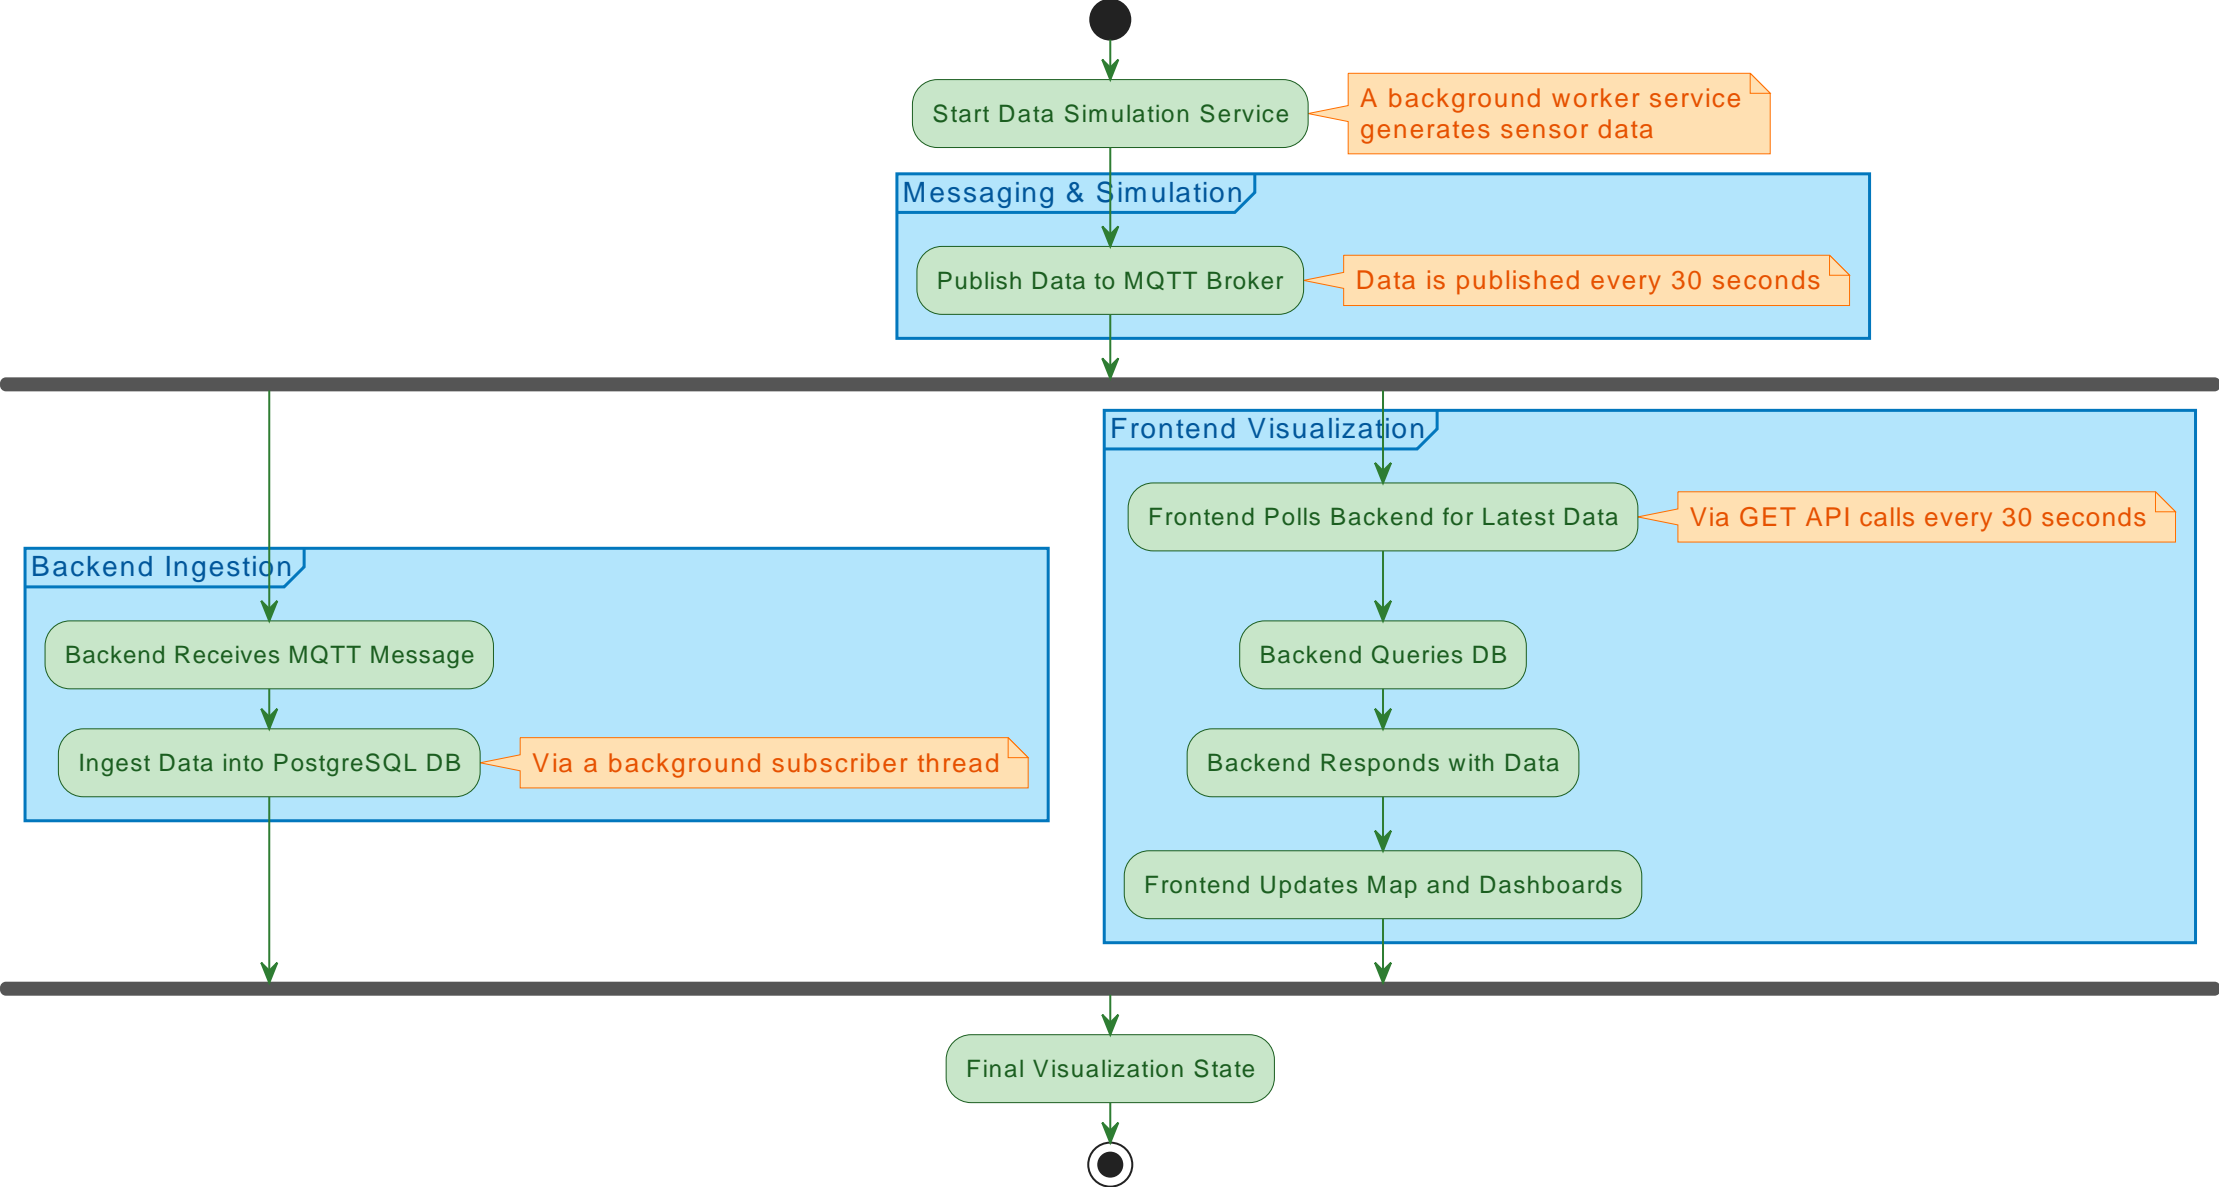 Start Data Simulation Service
A background worker service
generates sensor data
Messaging & Simulation
Publish Data to MQTT Broker
Data is published every 30 seconds
Frontend Visualization
Frontend Polls Backend for Latest Data
Via GET API calls every 30 seconds
Backend Ingestion
Backend Receives MQTT Message
Backend Queries DB
Ingest Data into PostgreSQL DB
Via a background subscriber thread
Backend Responds with Data
Frontend Updates Map and Dashboards
Final Visualization State